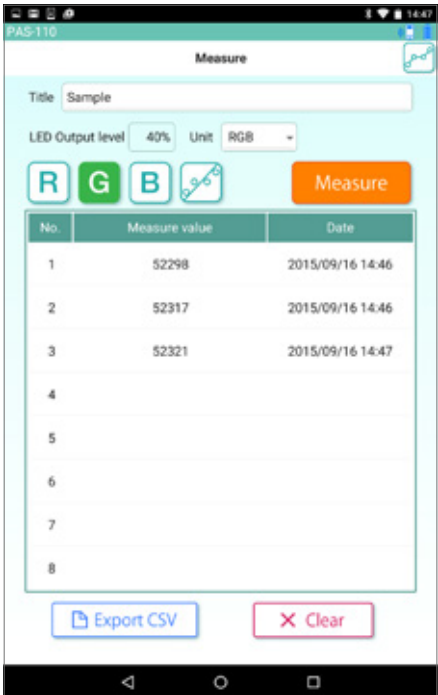 14:47
PAS-110
Measure
Title Sample
LED Output level 40% Unit RGB
R G B Measure
No. Measure value Date
1 52298 2015/09/16 14:46
2 52317 2015/09/16 14:46
3 52321 2015/09/16 14:47
4
5
6
7
8
Export CSV Clear